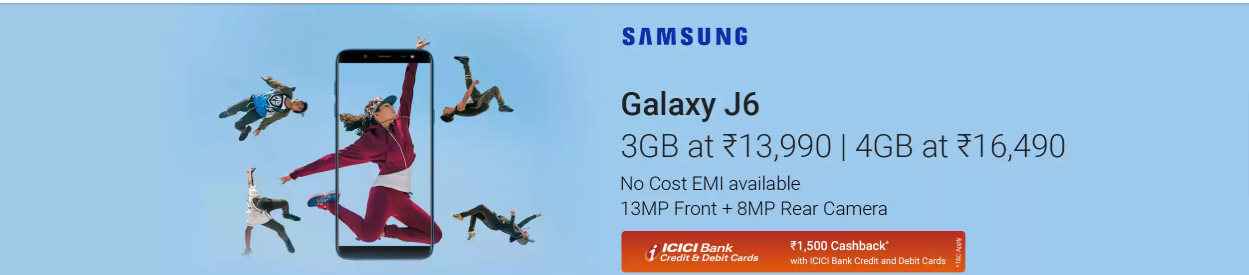 SAMSUNG
Galaxy J6
3GB at ₹13,990 | 4GB at ₹16,490
No Cost EMI available
13MP Front + 8MP Rear Camera
ICICI Bank
Credit & Debit Cards
₹1,500 Cashback*
with ICICI Bank Credit and Debit Cards